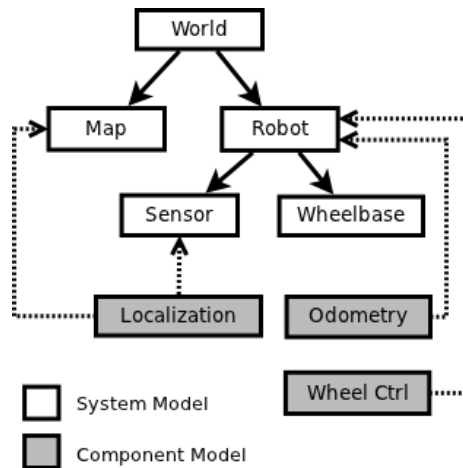 World
Map
Robot
Sensor
Wheelbase
Localization
Odometry
Wheel Ctrl
System Model
Component Model